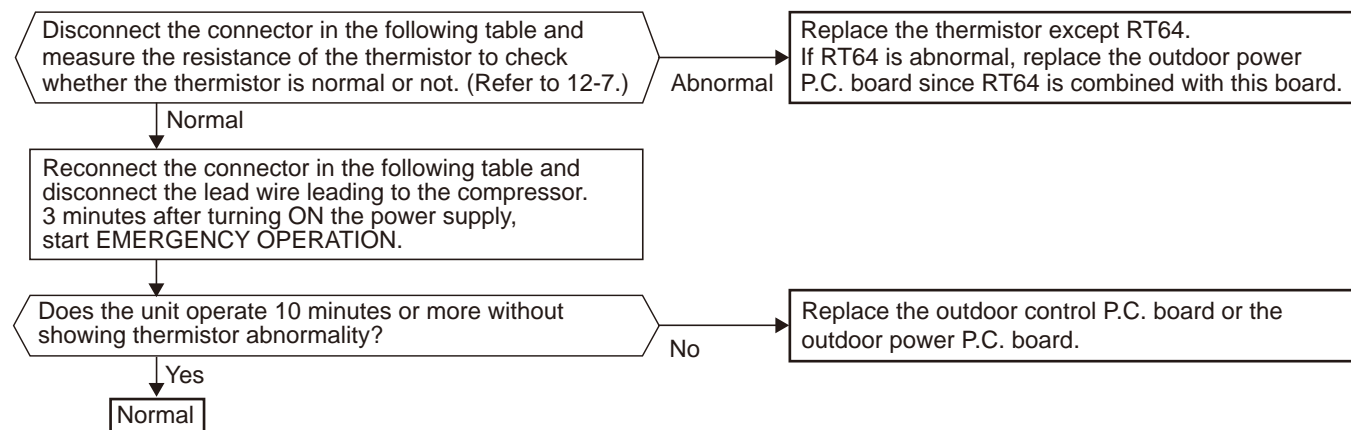 Disconnect the connector in the following table and
measure the resistance of the thermistor to check
whether the thermistor is normal or not. (Refer to 12-7.)
Abnormal
Replace the thermistor except RT64.
If RT64 is abnormal, replace the outdoor power
P.C. board since RT64 is combined with this board.
Normal
Reconnect the connector in the following table and
disconnect the lead wire leading to the compressor.
3 minutes after turning ON the power supply,
start EMERGENCY OPERATION.
Does the unit operate 10 minutes or more without
showing thermistor abnormality?
No
Replace the outdoor control P.C. board or the
outdoor power P.C. board.
Yes
Normal